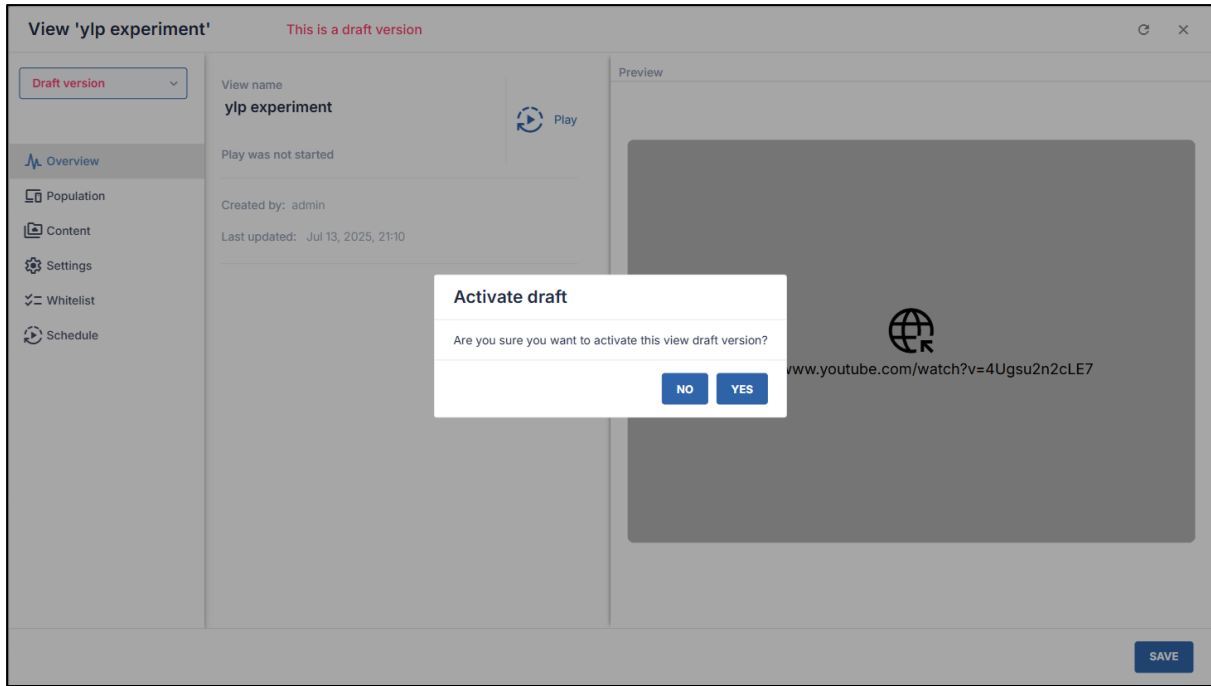 View 'ylp experiment'
This is a draft version
Draft version
Overview
Population
Content
Settings
Whitelist
Schedule
View name
ylp experiment
Play
Play was not started
Created by: admin
Last updated: Jul 13, 2025, 21:10
Preview
www.youtube.com/watch?v=4Ugsu2n2cLE7
Activate draft
Are you sure you want to activate this view draft version?
NO
YES
SAVE